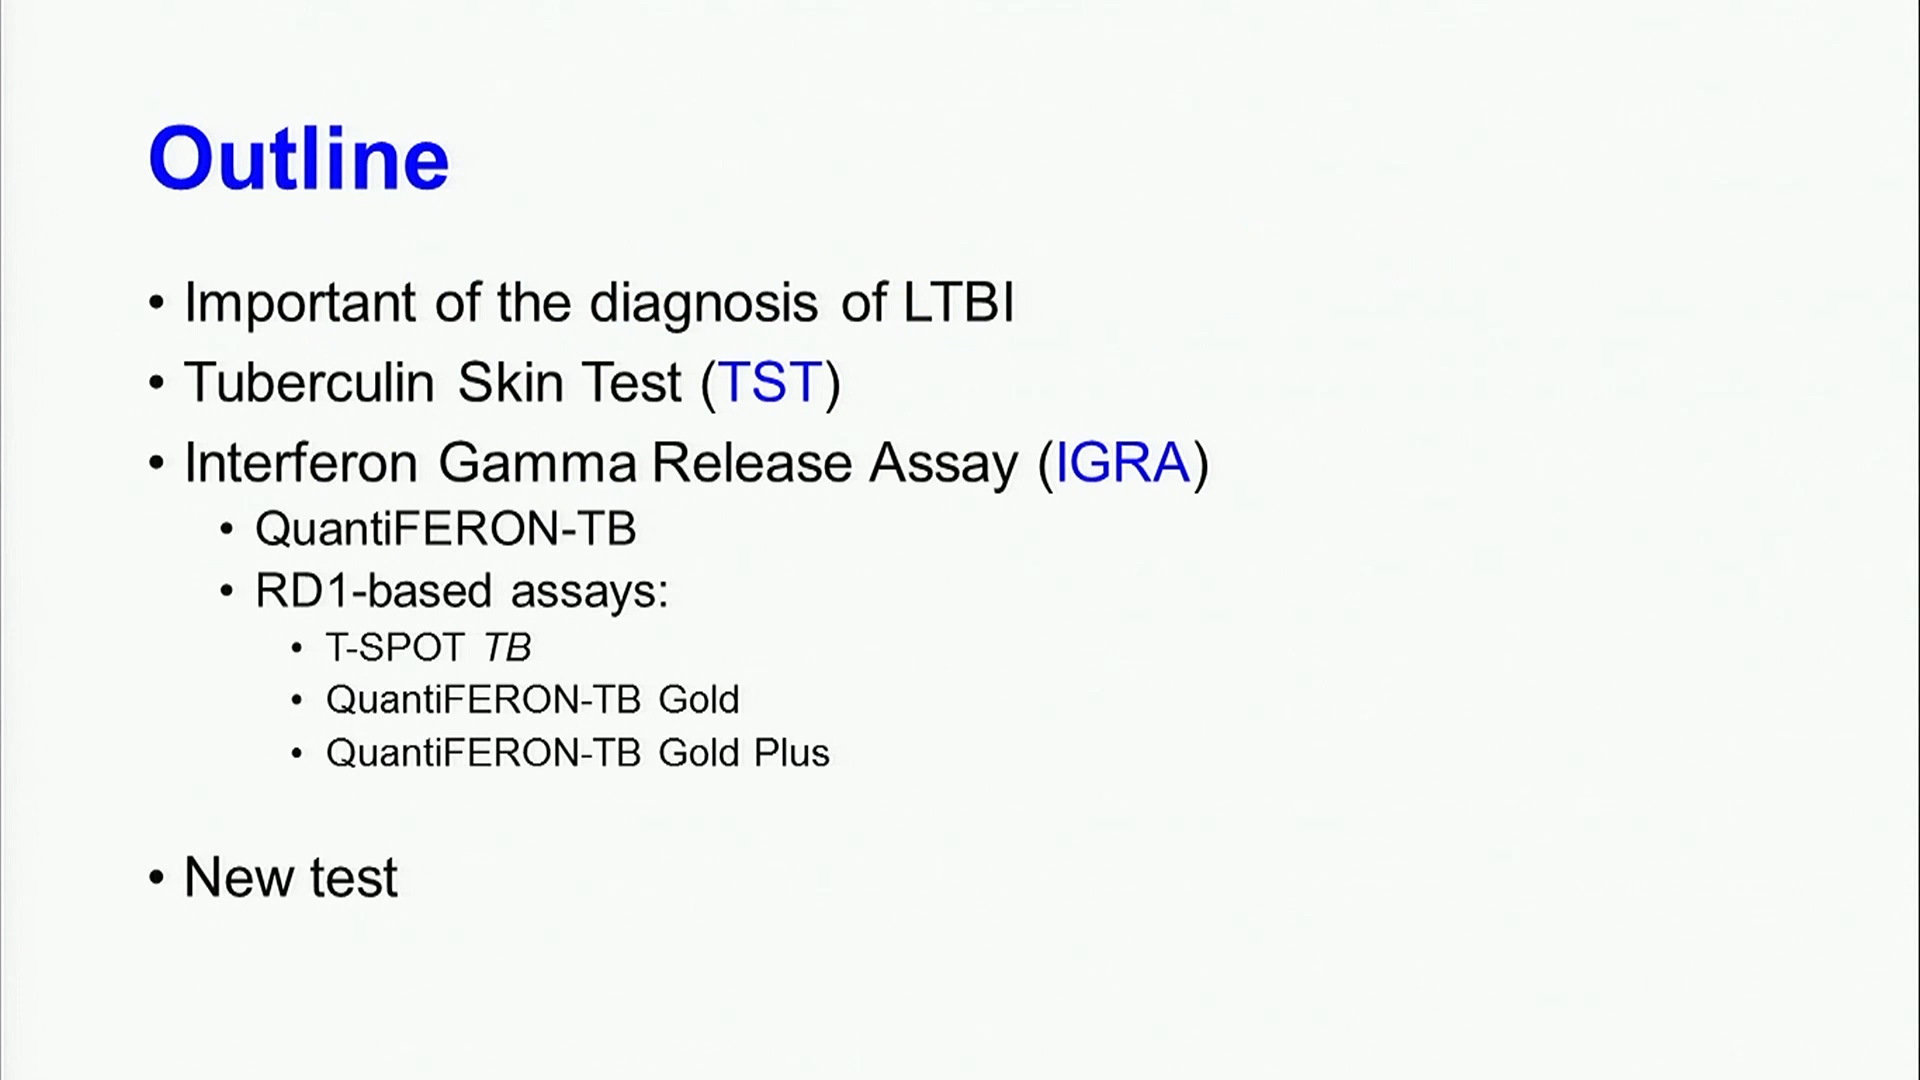 Outline
• Important of the diagnosis of LTBI
• Tuberculin Skin Test (TST)
• Interferon Gamma Release Assay (IGRA)
• QuantiFERON-TB
• RD1-based assays:
• T-SPOT TB
• QuantiFERON-TB Gold
• QuantiFERON-TB Gold Plus
• New test